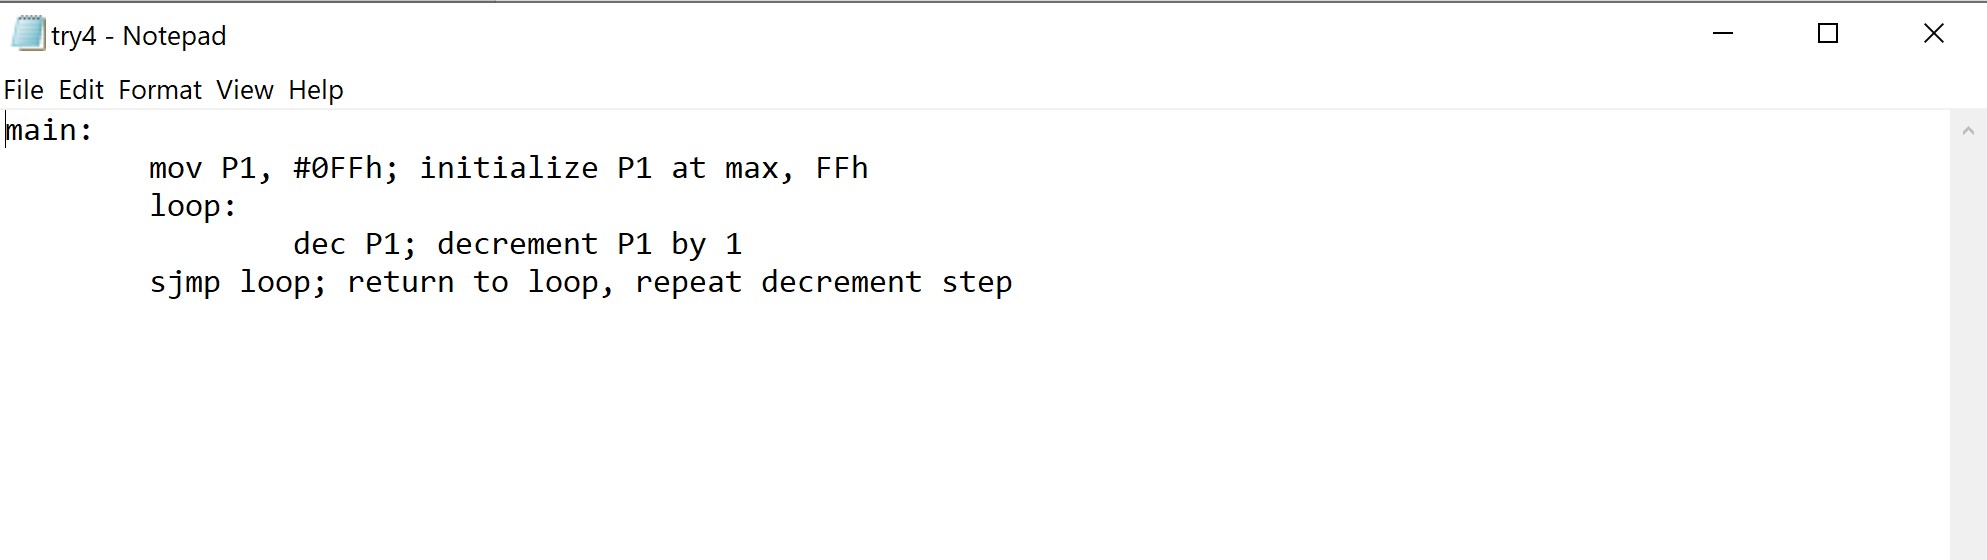 try4 - Notepad
File Edit Format View Help
main:
mov P1, #0FFh; initialize P1 at max, FFh
loop:
dec P1; decrement P1 by 1
sjmp loop; return to loop, repeat decrement step